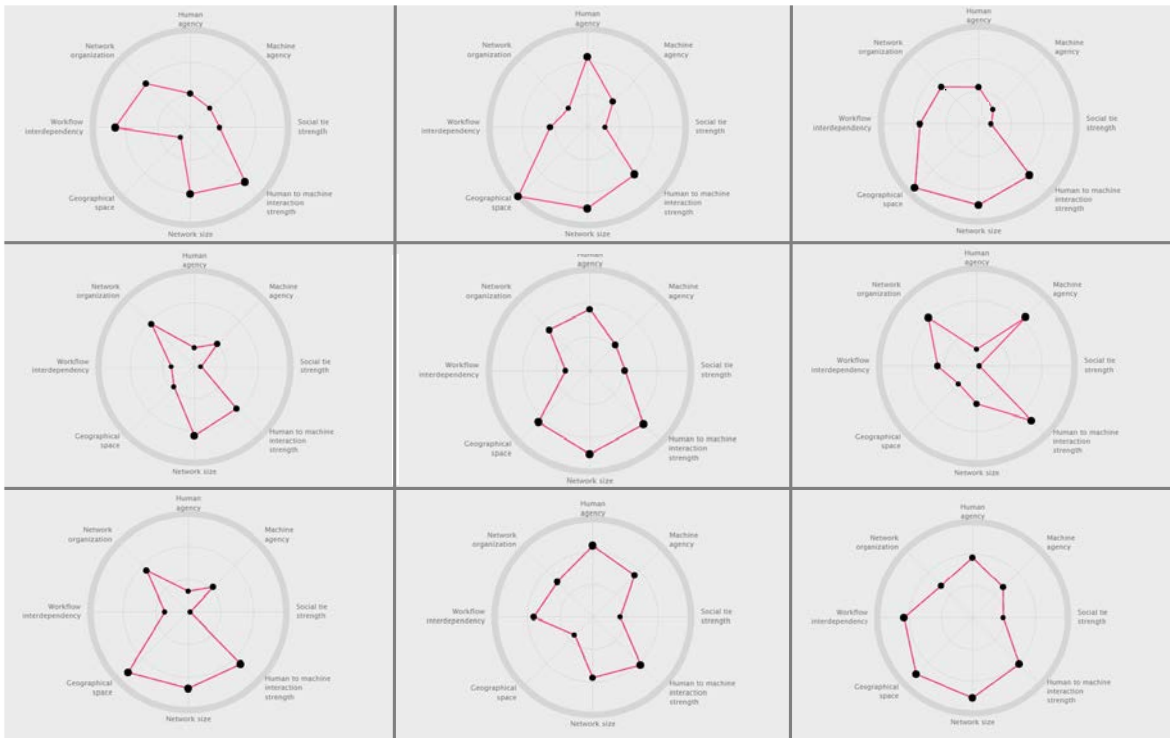 Human
agency
Network
organization
Machine
agency
Workflow
interdependency
Social tie
strength
Geographical
space
Human to machine
interaction
strength
Network size
Human
agency
Network
organization
Machine
agency
Workflow
interdependency
Social tie
strength
Geographical
space
Human to machine
interaction
strength
Network size
Human
agency
Network
organization
Machine
agency
Workflow
interdependency
Social tie
strength
Geographical
space
Human to machine
interaction
strength
Network size
Human
agency
Network
organization
Machine
agency
Workflow
interdependency
Social tie
strength
Geographical
space
Human to machine
interaction
strength
Network size
Human
agency
Network
organization
Machine
agency
Workflow
interdependency
Social tie
strength
Geographical
space
Human to machine
interaction
strength
Network size
Human
agency
Network
organization
Machine
agency
Workflow
interdependency
Social tie
strength
Geographical
space
Human to machine
interaction
strength
Network size
Human
agency
Network
organization
Machine
agency
Workflow
interdependency
Social tie
strength
Geographical
space
Human to machine
interaction
strength
Network size
Human
agency
Network
organization
Machine
agency
Workflow
interdependency
Social tie
strength
Geographical
space
Human to machine
interaction
strength
Network size
Human
agency
Network
organization
Machine
agency
Workflow
interdependency
Social tie
strength
Geographical
space
Human to machine
interaction
strength
Network size